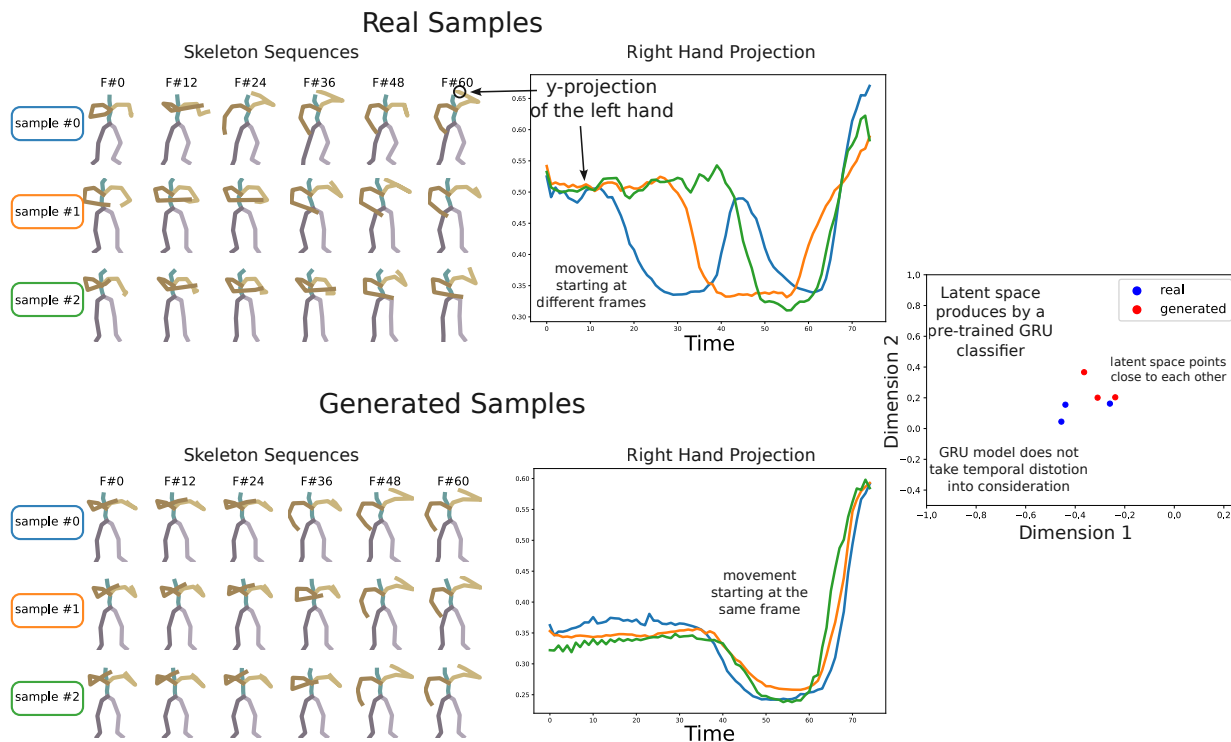 Real Samples
Skeleton Sequences
F#0 F#12 F#24 F#36 F#48 F#60
sample #0
sample #1
sample #2
Right Hand Projection
y-projection
of the left hand
0.65
0.60
0.55
0.50
0.45
0.40
0.35
0.30
movement
starting at
different frames
0 10 20 30 40 50 60 70
Time
Generated Samples
Skeleton Sequences
F#0 F#12 F#24 F#36 F#48 F#60
sample #0
sample #1
sample #2
Right Hand Projection
0.60
0.55
0.50
0.45
0.40
0.35
0.30
0.25
movement
starting at the
same frame
0 10 20 30 40 50 60 70
Time
1,0
0,8
0,6
0,4
0,2
0,0
−0,2
−0,4
Dimension 2
Latent space
produces by a
pre-trained GRU
classifier
real
generated
latent space points
close to each other
GRU model does not
take temporal distotion
into consideration
−1,0 −0,8 −0,6 −0,4 −0,2 0,0 0,2
Dimension 1